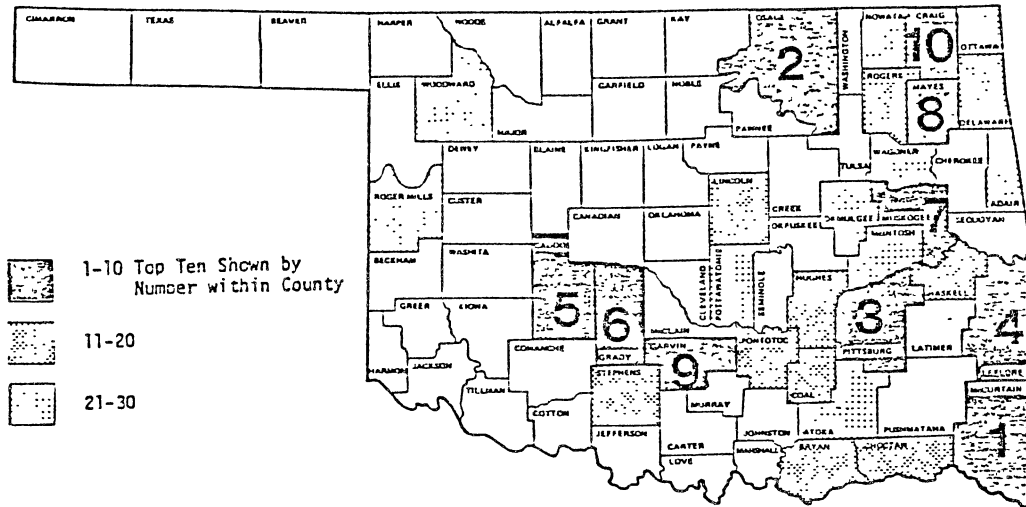 CIMARRON TEXAS BEAVER HARPER WOODS ALFALFA GRANT KAY OSAGE WASHINGTON NOWATA CRAIG OTTAWA
2 10
ELLIS WOODWARD GARFIELD NOBLE ROGERS MAYES
MAJOR PAWNEE 8 DELAWARE
DEWEY BLAINE KINGFISHER LOGAN PAYNE TULSA WAGONER CHEROKEE
ROGER MILLS CUSTER CANADIAN OKLAHOMA LINCOLN CREEK OKMULGEE MUSKOGEE ADAIR
OKFUSKEE SEQUOYAH
BECKHAM WASHITA CADDO CLEVELAND POTTAWATOMIE SEMINOLE HUGHES MCINTOSH
1-10 Top Ten Shown by
Number within County
GREER KIOWA 5 6 MCCLAIN 3 HASKELL 4
11-20
COMANCHE GRADY GARVIN PONTOTOC PITTSBURG LATIMER LEFLORE
HARMON JACKSON STEPHENS 9 COAL MCCURTAIN
21-30
TILLMAN COTTON MURRAY
JEFFERSON CARTER JOHNSTON ATOKA PUSHMATAHA 1
LOVE MARSHALL BRYAN CHOCTAW